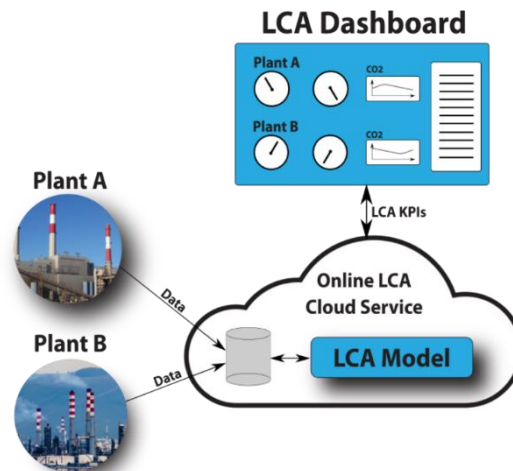 LCA Dashboard
Plant A
CO2
Plant B
CO2
LCA KPIs
Plant A
Online LCA
Cloud Service
Data
Plant B
Data
LCA Model